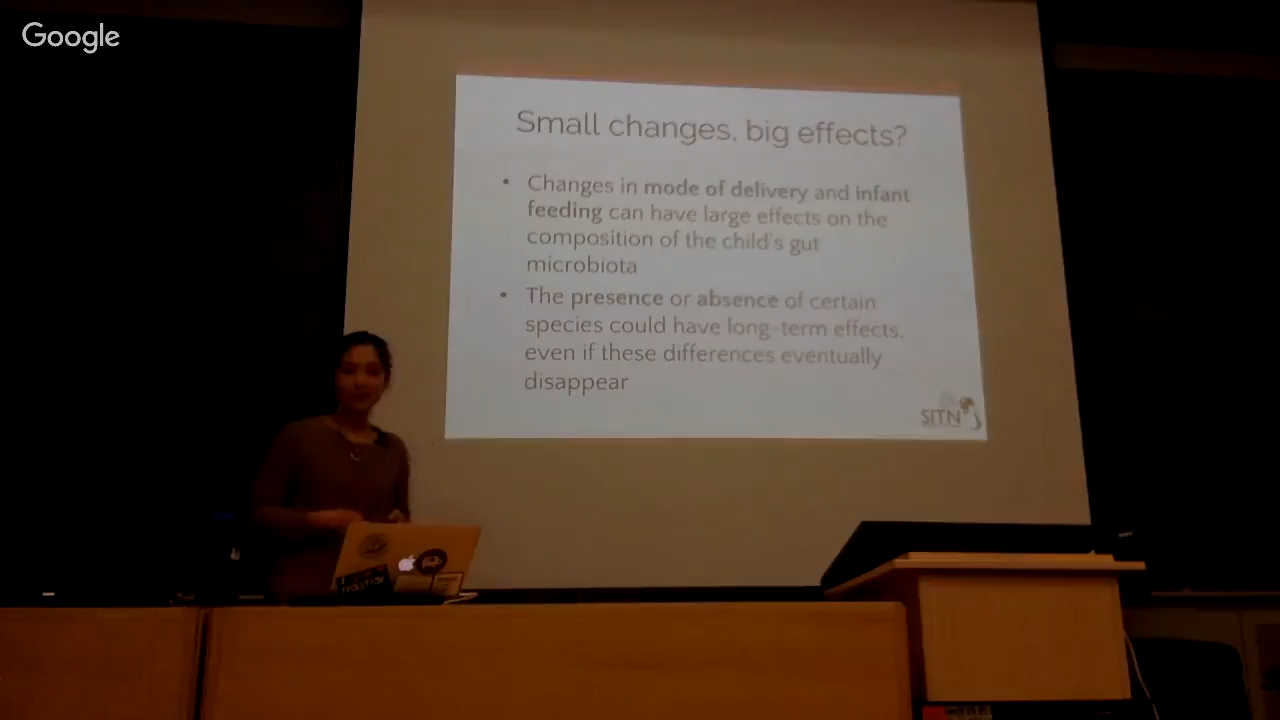 Google
Small changes, big effects?
• Changes in mode of delivery and infant
feeding can have large effects on the
composition of the child's gut
microbiota
• The presence or absence of certain
species could have long-term effects,
even if these differences eventually
disappear
SITN